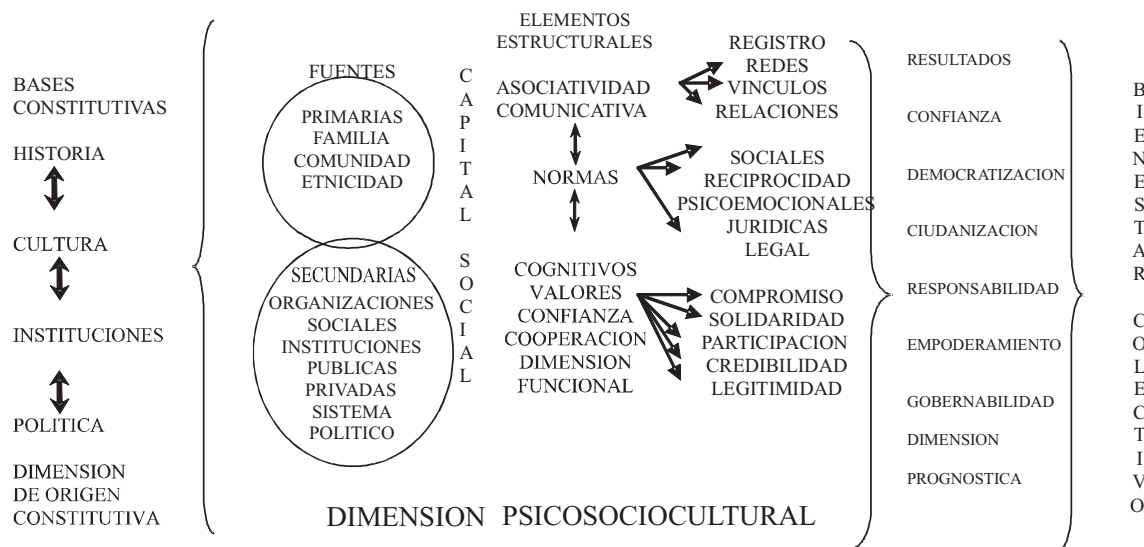 BASES
CONSTITUTIVAS
HISTORIA
CULTURA
INSTITUCIONES
POLITICA
DIMENSION
DE ORIGEN
CONSTITUTIVA
FUENTES
PRIMARIAS
FAMILIA
COMUNIDAD
ETNICIDAD
SECUNDARIAS
ORGANIZACIONES
SOCIALES
INSTITUCIONES
PUBLICAS
PRIVADAS
SISTEMA
POLITICO
CAPITAL SOCIAL
ELEMENTOS
ESTRUCTURALES
ASOCIATIVIDAD
COMUNICATIVA
NORMAS
COGNITIVOS
VALORES
CONFIANZA
COOPERACION
DIMENSION
FUNCIONAL
REGISTRO
REDES
VINCULOS
RELACIONES
SOCIALES
RECIPROCIDAD
PSICOEMOCIONALES
JURIDICAS
LEGAL
COMPROMISO
SOLIDARIDAD
PARTICIPACION
CREDIBILIDAD
LEGITIMIDAD
DIMENSION PSICOSOCIOCULTURAL
RESULTADOS
CONFIANZA
DEMOCRATIZACION
CIUDANIZACION
RESPONSABILIDAD
EMPODERAMIENTO
GOBERNABILIDAD
DIMENSION
PROGNOSTICA
BIENESTAR COLECTIVO